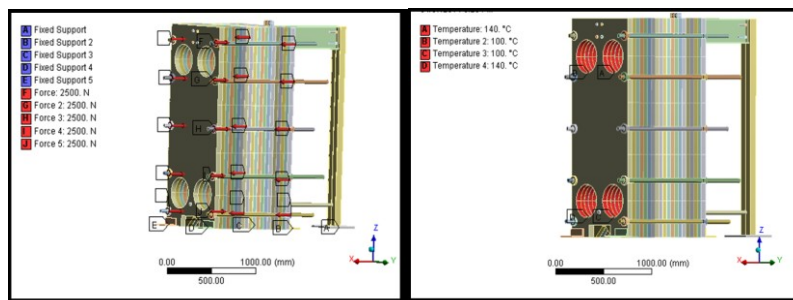 A Fixed Support
B Fixed Support 2
C Fixed Support 3
D Fixed Support 4
E Fixed Support 5
F Force: 2500. N
G Force 2: 2500. N
H Force 3: 2500. N
I Force 4: 2500. N
J Force 5: 2500. N
H
E D C B A
Z
X Y
0.00 1000.00 (mm)
500.00
A Temperature: 140. °C
B Temperature 2: 100. °C
C Temperature 3: 100. °C
D Temperature 4: 140. °C
A
Z
X Y
0.00 1000.00 (mm)
500.00